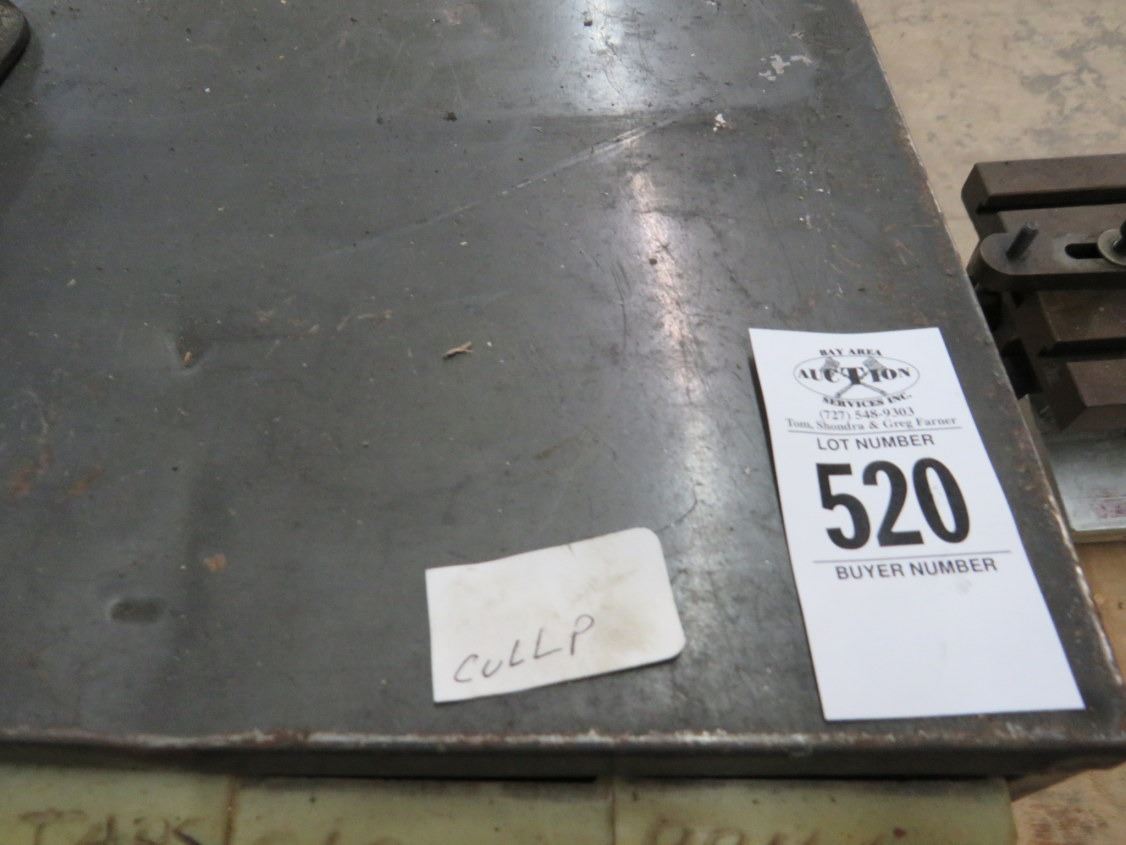 BAY AREA
AUCTION
SERVICES INC.
(727) 548-9303
Tom, Shondra & Greg Farner
LOT NUMBER
520
BUYER NUMBER
CULLP